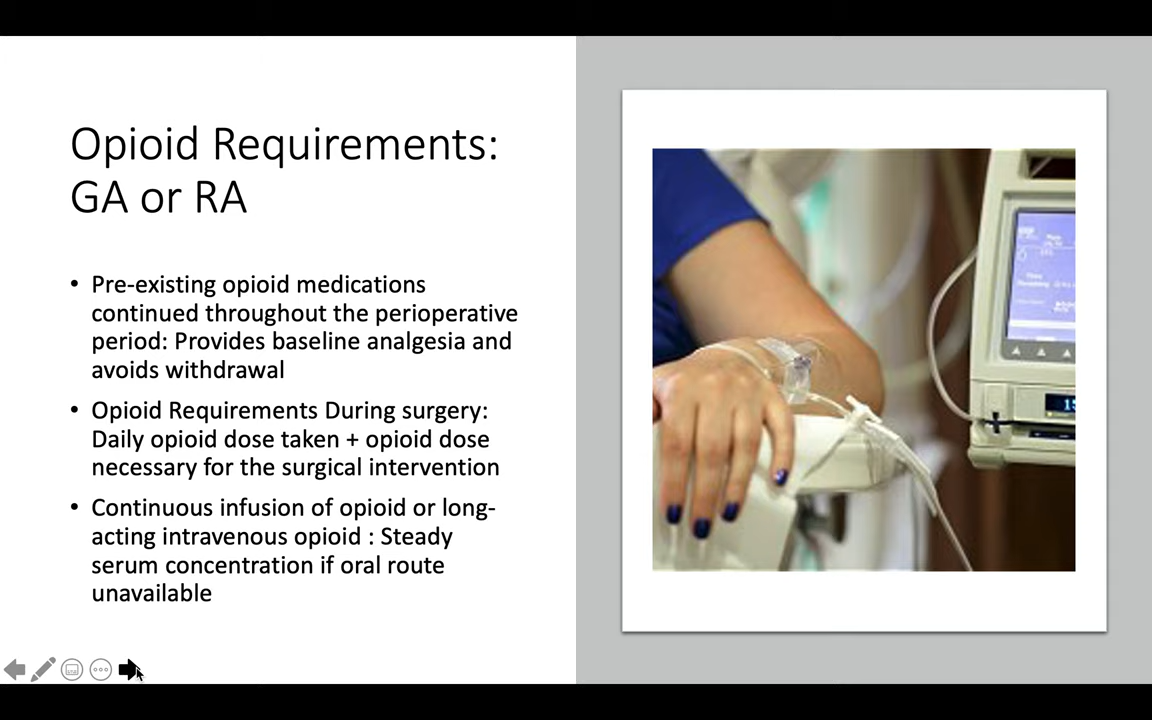 Opioid Requirements:
GA or RA
• Pre-existing opioid medications
continued throughout the perioperative
period: Provides baseline analgesia and
avoids withdrawal
• Opioid Requirements During surgery:
Daily opioid dose taken + opioid dose
necessary for the surgical intervention
• Continuous infusion of opioid or long-
acting intravenous opioid : Steady
serum concentration if oral route
unavailable